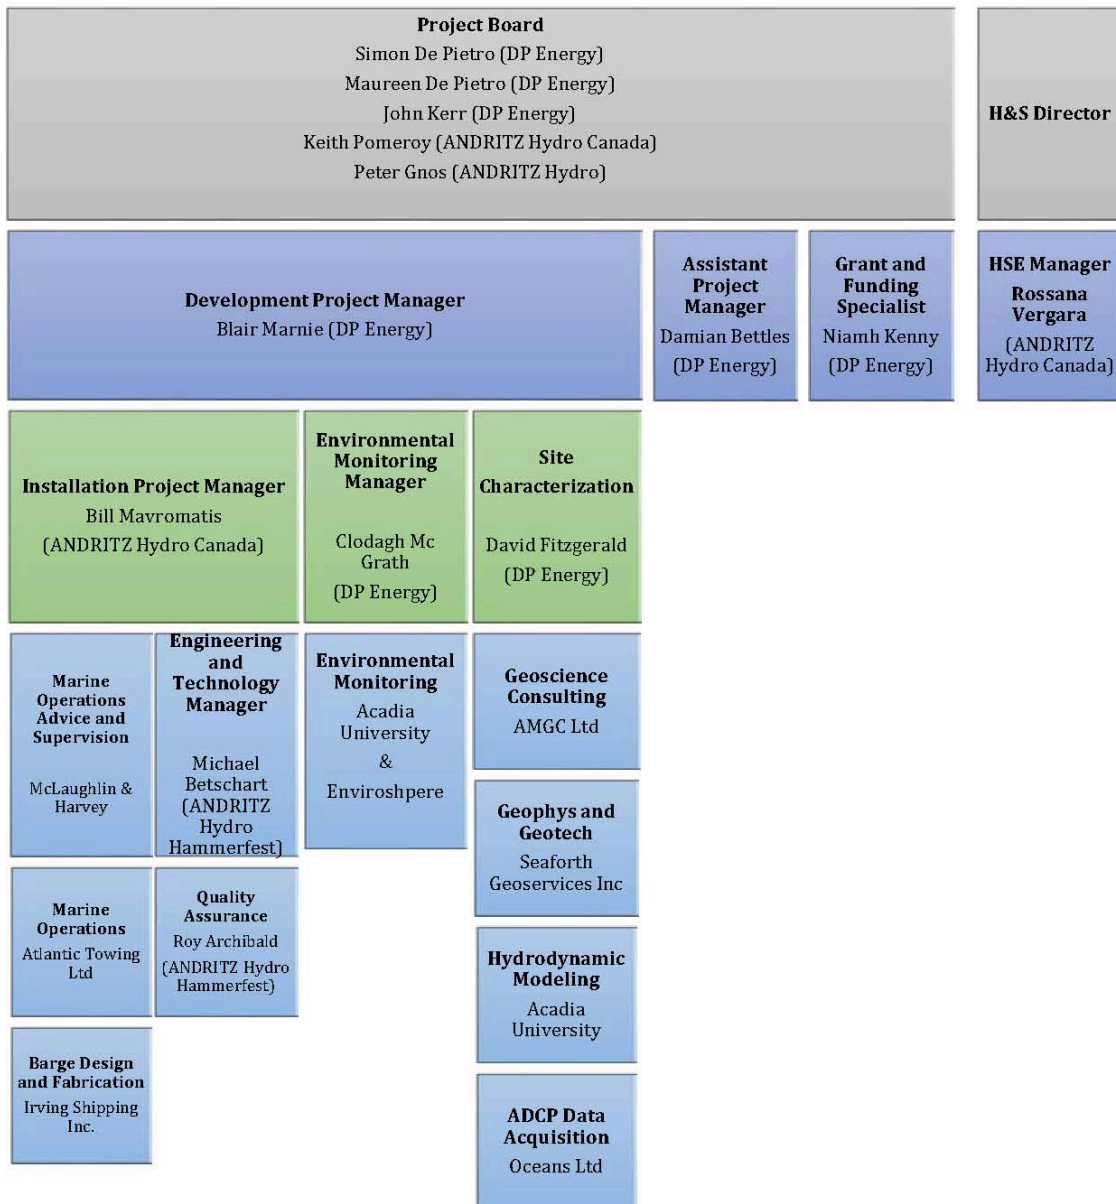 Project Board
Simon De Pietro (DP Energy)
Maureen De Pietro (DP Energy)
John Kerr (DP Energy)
Keith Pomeroy (ANDRITZ Hydro Canada)
Peter Gnos (ANDRITZ Hydro)
H&S Director
Development Project Manager
Blair Marnie (DP Energy)
Assistant
Project
Manager
Damian Bettles
(DP Energy)
Grant and
Funding
Specialist
Niamh Kenny
(DP Energy)
HSE Manager
Rossana
Vergara
(ANDRITZ
Hydro Canada)
Installation Project Manager
Bill Mavromatis
(ANDRITZ Hydro Canada)
Environmental
Monitoring
Manager
Clodagh Mc
Grath
(DP Energy)
Site
Characterization
David Fitzgerald
(DP Energy)
Marine
Operations
Advice and
Supervision
McLaughlin &
Harvey
Engineering
and
Technology
Manager
Michael
Betschart
(ANDRITZ
Hydro
Hammerfest)
Environmental
Monitoring
Acadia
University
&
Enviroshpere
Geoscience
Consulting
AMGC Ltd
Geophys and
Geotech
Seaforth
Geoservices Inc
Marine
Operations
Atlantic Towing
Ltd
Quality
Assurance
Roy Archibald
(ANDRITZ Hydro
Hammerfest)
Hydrodynamic
Modeling
Acadia
University
Barge Design
and Fabrication
Irving Shipping
Inc.
ADCP Data
Acquisition
Oceans Ltd